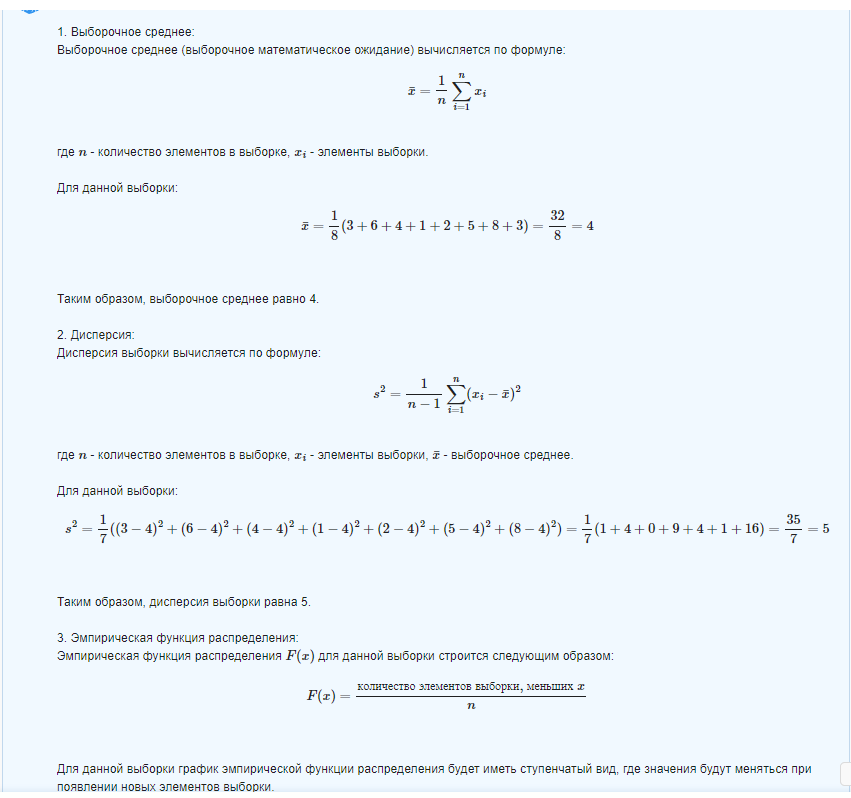 1. Выборочное среднее:
Выборочное среднее (выборочное математическое ожидание) вычисляется по формуле:
x̄ = 1/n ∑_{i=1}^{n} x_i
где n - количество элементов в выборке, x_i - элементы выборки.
Для данной выборки:
x̄ = 1/8 (3 + 6 + 4 + 1 + 2 + 5 + 8 + 3) = 32/8 = 4
Таким образом, выборочное среднее равно 4.
2. Дисперсия:
Дисперсия выборки вычисляется по формуле:
s² = 1/(n − 1) ∑_{i=1}^{n} (x_i − x̄)²
где n - количество элементов в выборке, x_i - элементы выборки, x̄ - выборочное среднее.
Для данной выборки:
s² = 1/7 ((3 − 4)² + (6 − 4)² + (4 − 4)² + (1 − 4)² + (2 − 4)² + (5 − 4)² + (8 − 4)²) = 1/7 (1 + 4 + 0 + 9 + 4 + 1 + 16) = 35/7 = 5
Таким образом, дисперсия выборки равна 5.
3. Эмпирическая функция распределения:
Эмпирическая функция распределения F(x) для данной выборки строится следующим образом:
F(x) = количество элементов выборки, меньших x / n
Для данной выборки график эмпирической функции распределения будет иметь ступенчатый вид, где значения будут меняться при
появлении новых элементов выборки.